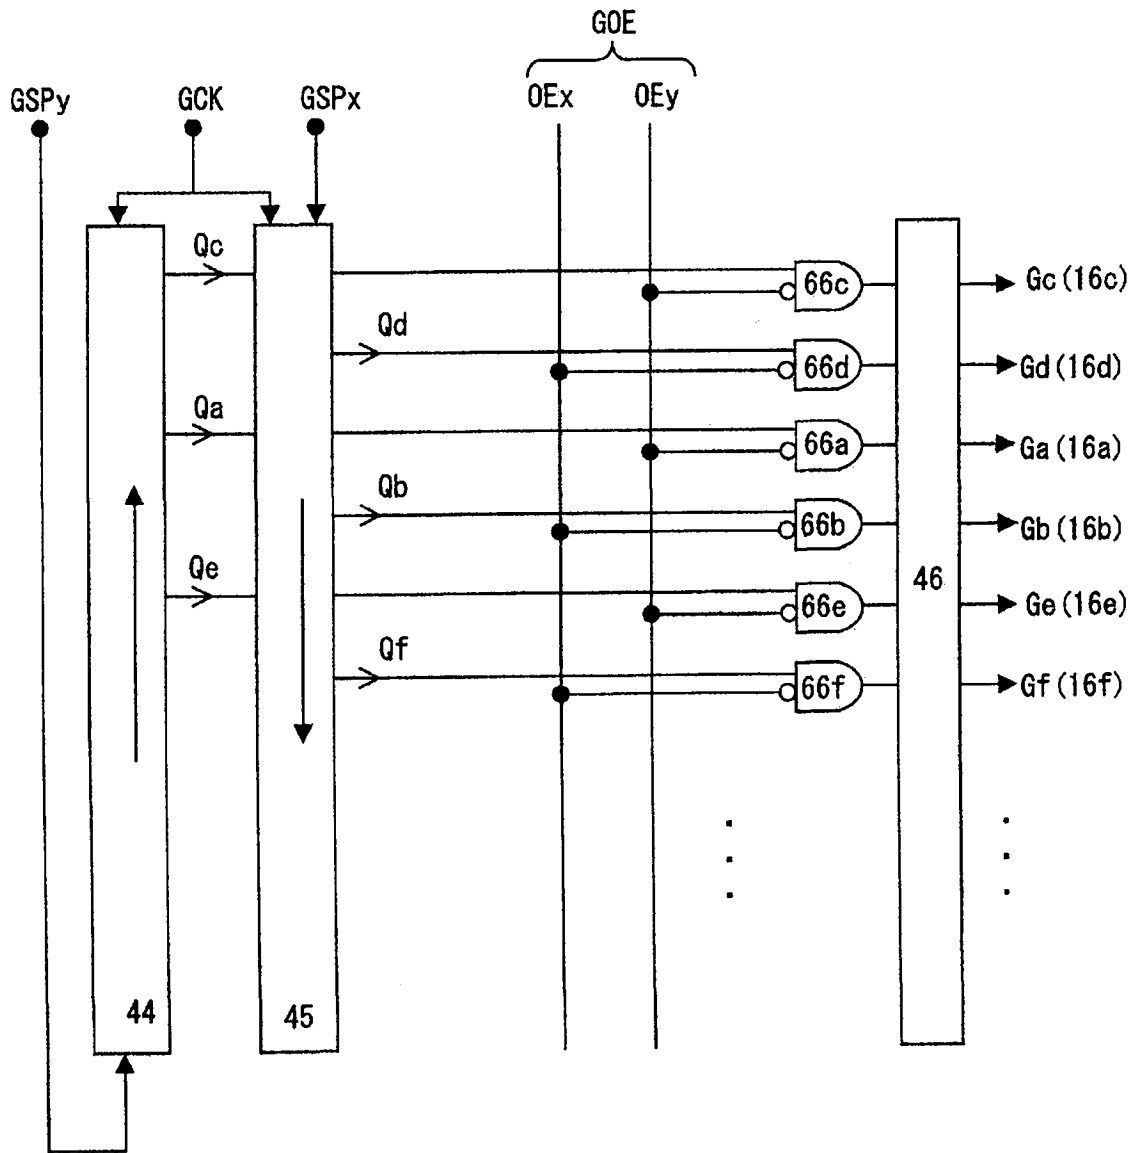 GOE
GSPy GCK GSPx OEx OEy
Qc 66c Gc(16c)
Qd 66d Gd(16d)
Qa 66a Ga(16a)
Qb 66b Gb(16b)
46
Qe 66e Ge(16e)
Qf 66f Gf(16f)
44 45